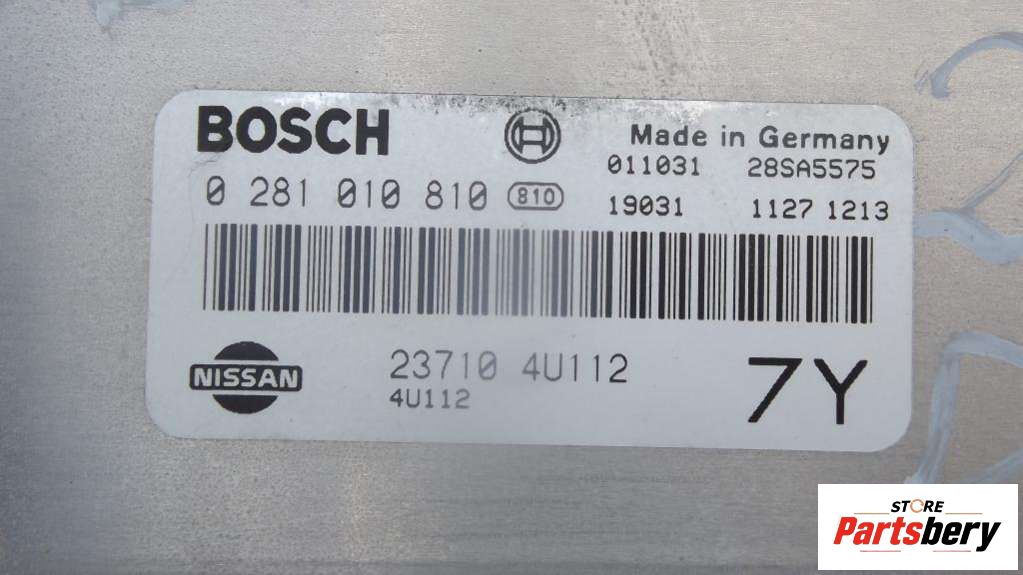 BOSCH
Made in Germany
011031 28SA5575
0 281 010 810 810
19031 1127 1213
NISSAN
23710 4U112
4U112
7Y
STORE
Partsbery